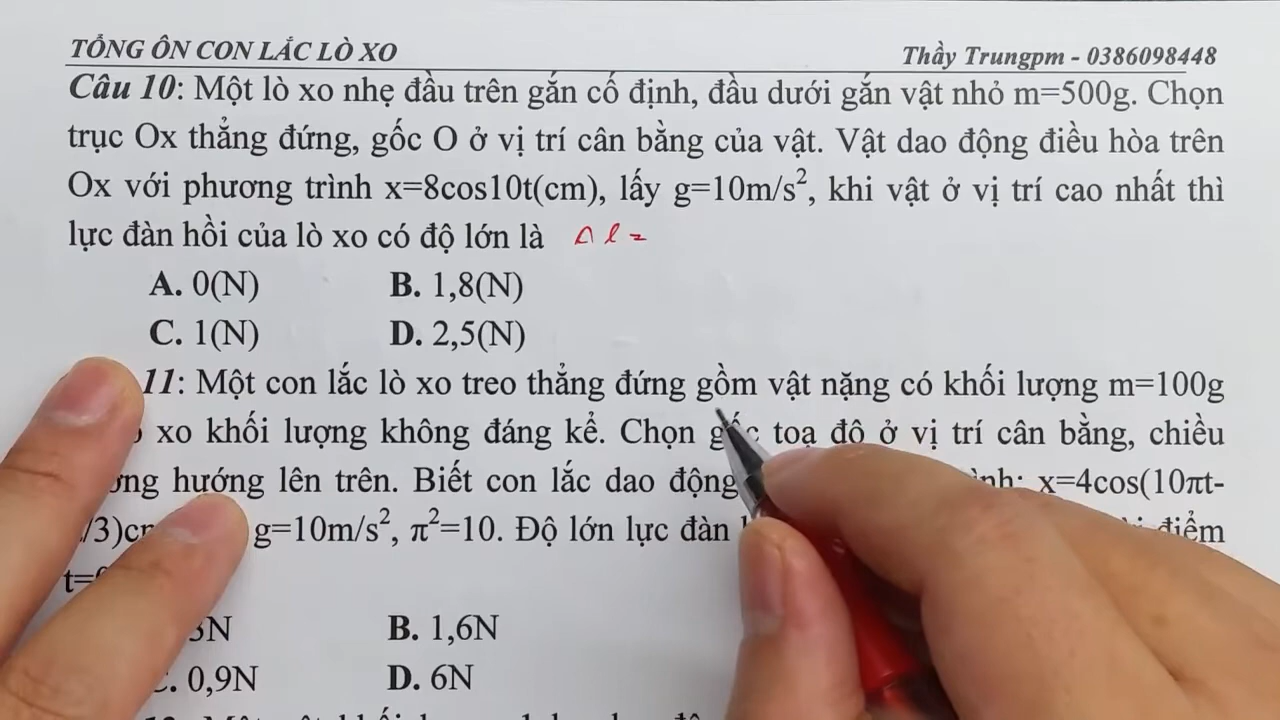 TỔNG ÔN CON LẮC LÒ XO
Thầy Trungpm - 0386098448
Câu 10: Một lò xo nhẹ đầu trên gắn cố định, đầu dưới gắn vật nhỏ m=500g. Chọn
trục Ox thẳng đứng, gốc O ở vị trí cân bằng của vật. Vật dao động điều hòa trên
Ox với phương trình x=8cos10t(cm), lấy g=10m/s², khi vật ở vị trí cao nhất thì
lực đàn hồi của lò xo có độ lớn là Δl=
A. 0(N) B. 1,8(N)
C. 1(N) D. 2,5(N)
11: Một con lắc lò xo treo thẳng đứng gồm vật nặng có khối lượng m=100g
xo khối lượng không đáng kể. Chọn gốc toạ độ ở vị trí cân bằng, chiều
hướng lên trên. Biết con lắc dao động x=4cos(10πt-
/3) g=10m/s², π²=10. Độ lớn lực đàn điểm
t=
B. 1,6N
C. 0,9N D. 6N